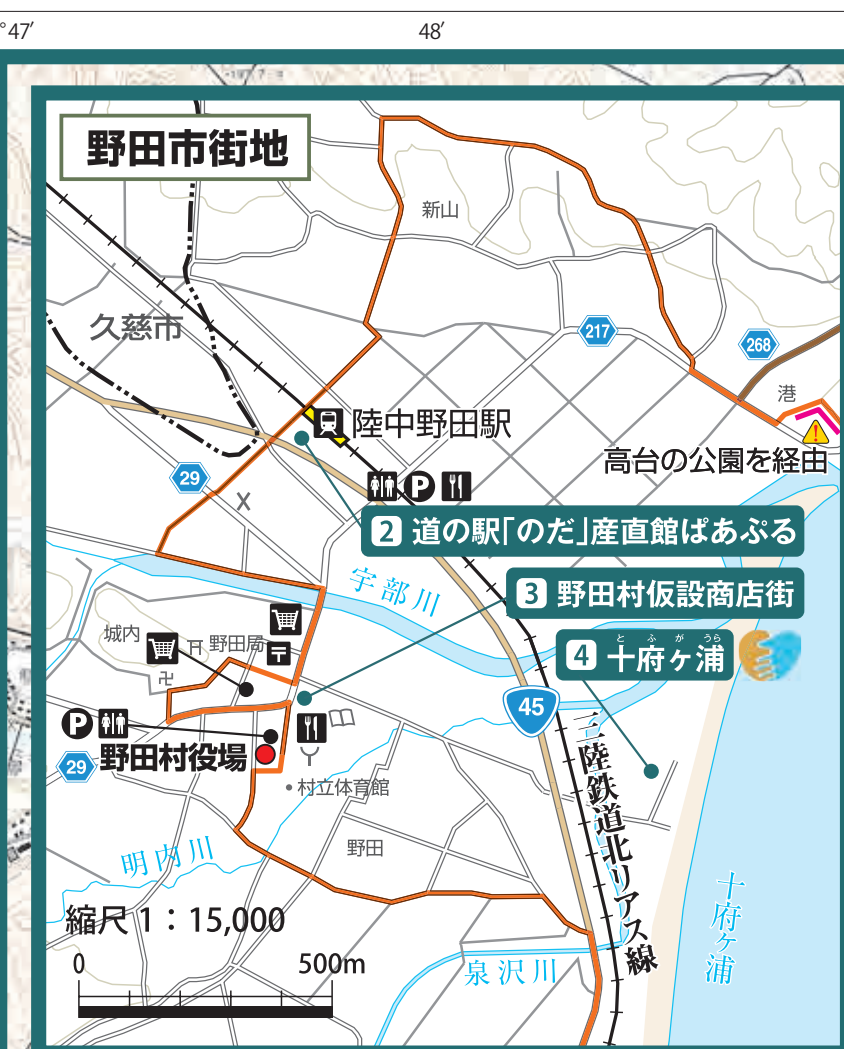 °47′
48′
野田市街地
新山
久慈市
217
268
港
陸中野田駅
高台の公園を経由
29
P
2 道の駅「のだ」産直館ぱあぷる
宇部川
3 野田村仮設商店街
城内
野田局
とふがうら
4 十府ヶ浦
45
P
29 野田村役場
三陸鉄道北リアス線
・村立体育館
野田
明内川
十府ヶ浦
縮尺 1：15,000
0 500m
泉沢川